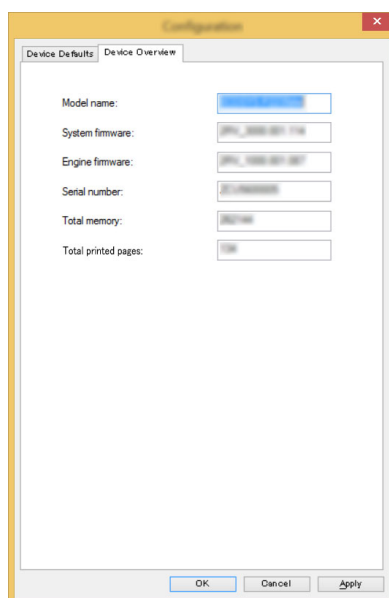 Configuration
Device Defaults Device Overview
Model name:
System firmware:
Engine firmware:
Serial number:
Total memory:
Total printed pages:
OK Cancel Apply